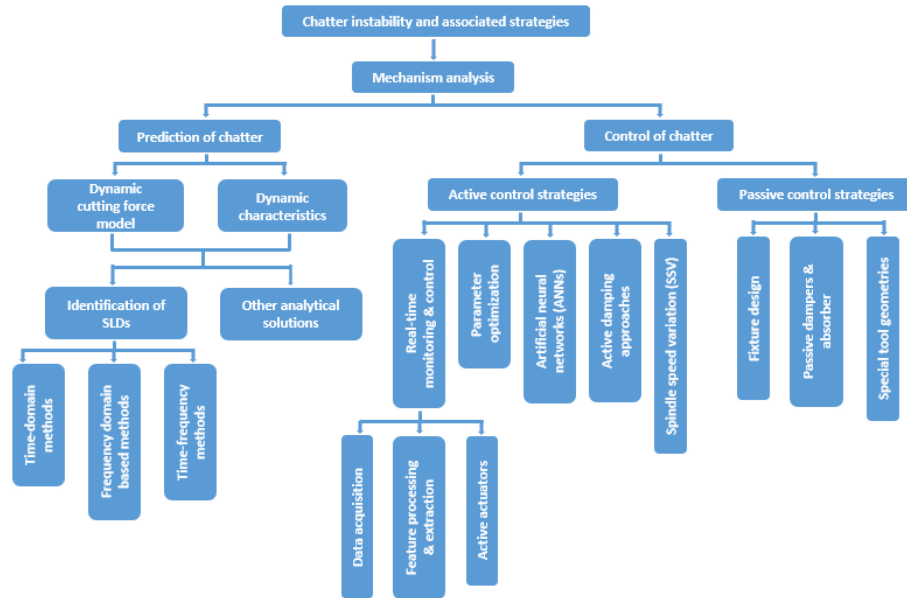 Chatter instability and associated strategies
Mechanism analysis
Prediction of chatter
Control of chatter
Dynamic
cutting force
model
Dynamic
characteristics
Active control strategies
Passive control strategies
Identification of
SLDs
Other analytical
solutions
Real-time
monitoring & control
Parameter
optimization
Artificial neural
networks (ANNs)
Active damping
approaches
Spindle speed variation (SSV)
Fixture design
Passive dampers &
absorber
Special tool geometries
Time-domain
methods
Frequency domain
based methods
Time-frequency
methods
Data acquisition
Feature processing
& extraction
Active actuators